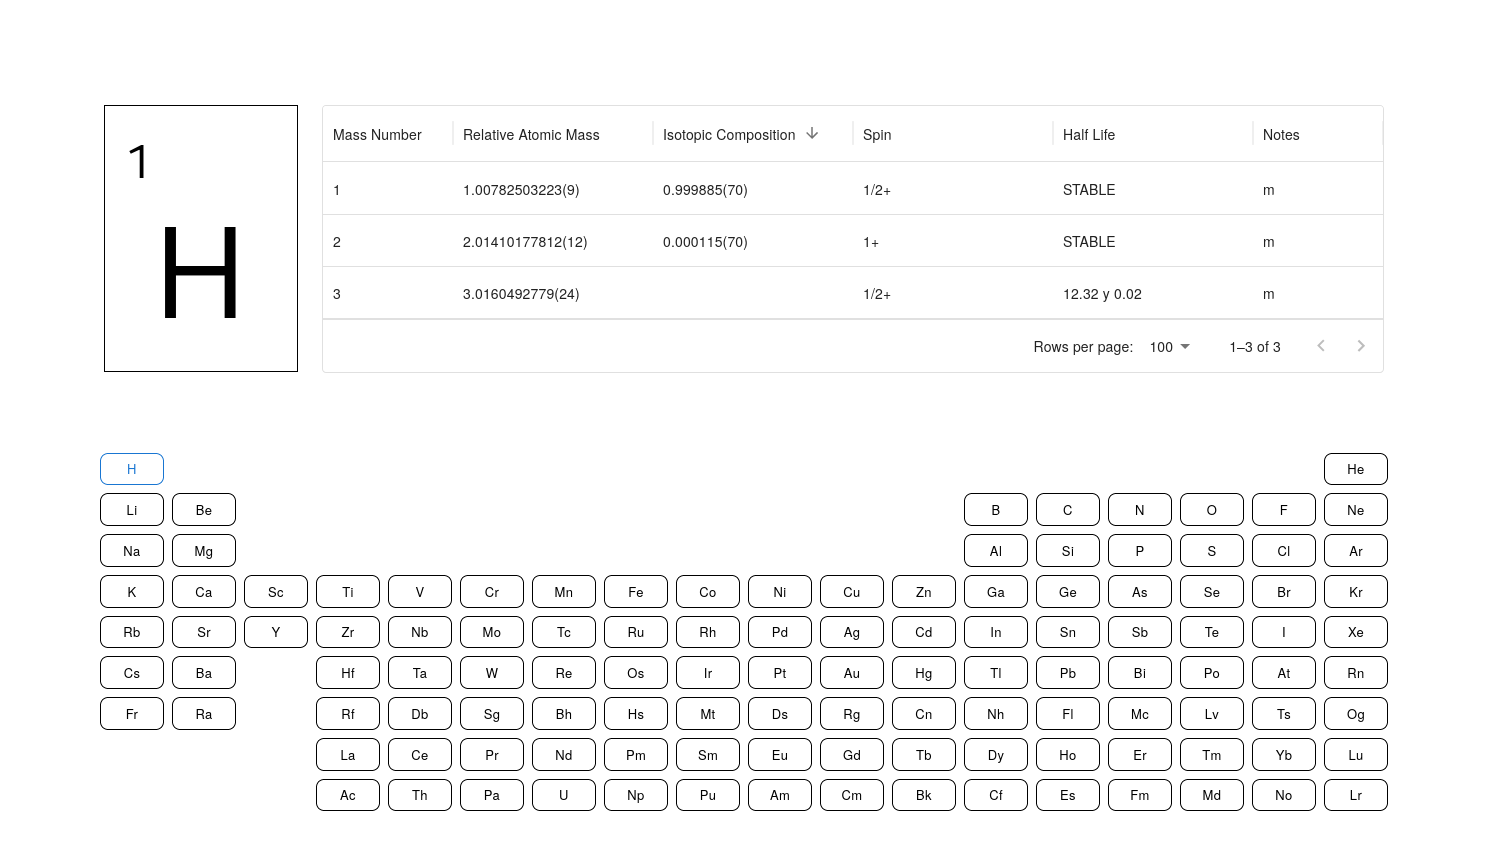 1
H
Mass Number Relative Atomic Mass Isotopic Composition Spin Half Life Notes
1 1.00782503223(9) 0.999885(70) 1/2+ STABLE m
2 2.01410177812(12) 0.000115(70) 1+ STABLE m
3 3.0160492779(24) 1/2+ 12.32 y 0.02 m
Rows per page: 100 1–3 of 3
H He
Li Be B C N O F Ne
Na Mg Al Si P S Cl Ar
K Ca Sc Ti V Cr Mn Fe Co Ni Cu Zn Ga Ge As Se Br Kr
Rb Sr Y Zr Nb Mo Tc Ru Rh Pd Ag Cd In Sn Sb Te I Xe
Cs Ba Hf Ta W Re Os Ir Pt Au Hg Tl Pb Bi Po At Rn
Fr Ra Rf Db Sg Bh Hs Mt Ds Rg Cn Nh Fl Mc Lv Ts Og
La Ce Pr Nd Pm Sm Eu Gd Tb Dy Ho Er Tm Yb Lu
Ac Th Pa U Np Pu Am Cm Bk Cf Es Fm Md No Lr